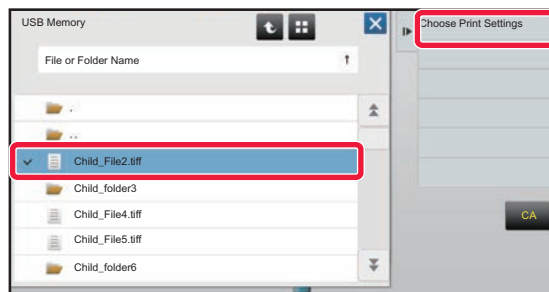 USB Memory
Choose Print Settings
File or Folder Name
.
..
Child_File2.tiff
Child_folder3
Child_File4.tiff
Child_File5.tiff
Child_folder6
CA